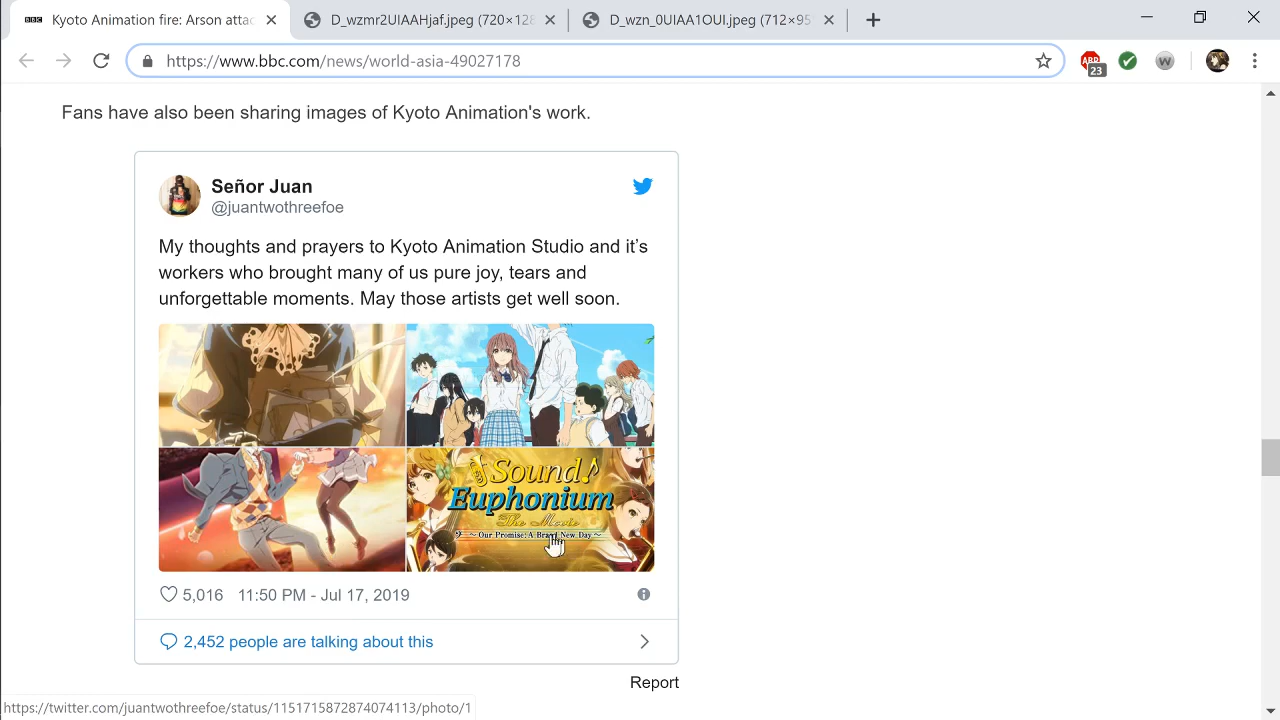 BBC Kyoto Animation fire: Arson attac
D_wzmr2UIAAHjaf.jpeg (720×128
D_wzn_0UIAA1OUI.jpeg (712×95
https://www.bbc.com/news/world-asia-49027178
ABP
23
W
Fans have also been sharing images of Kyoto Animation's work.
Señor Juan
@juantwothreefoe
My thoughts and prayers to Kyoto Animation Studio and it's
workers who brought many of us pure joy, tears and
unforgettable moments. May those artists get well soon.
Sound
Euphonium
The Movie
~Our Promise: A Brand New Day~
5,016 11:50 PM - Jul 17, 2019
2,452 people are talking about this
Report
https://twitter.com/juantwothreefoe/status/1151715872874074113/photo/1